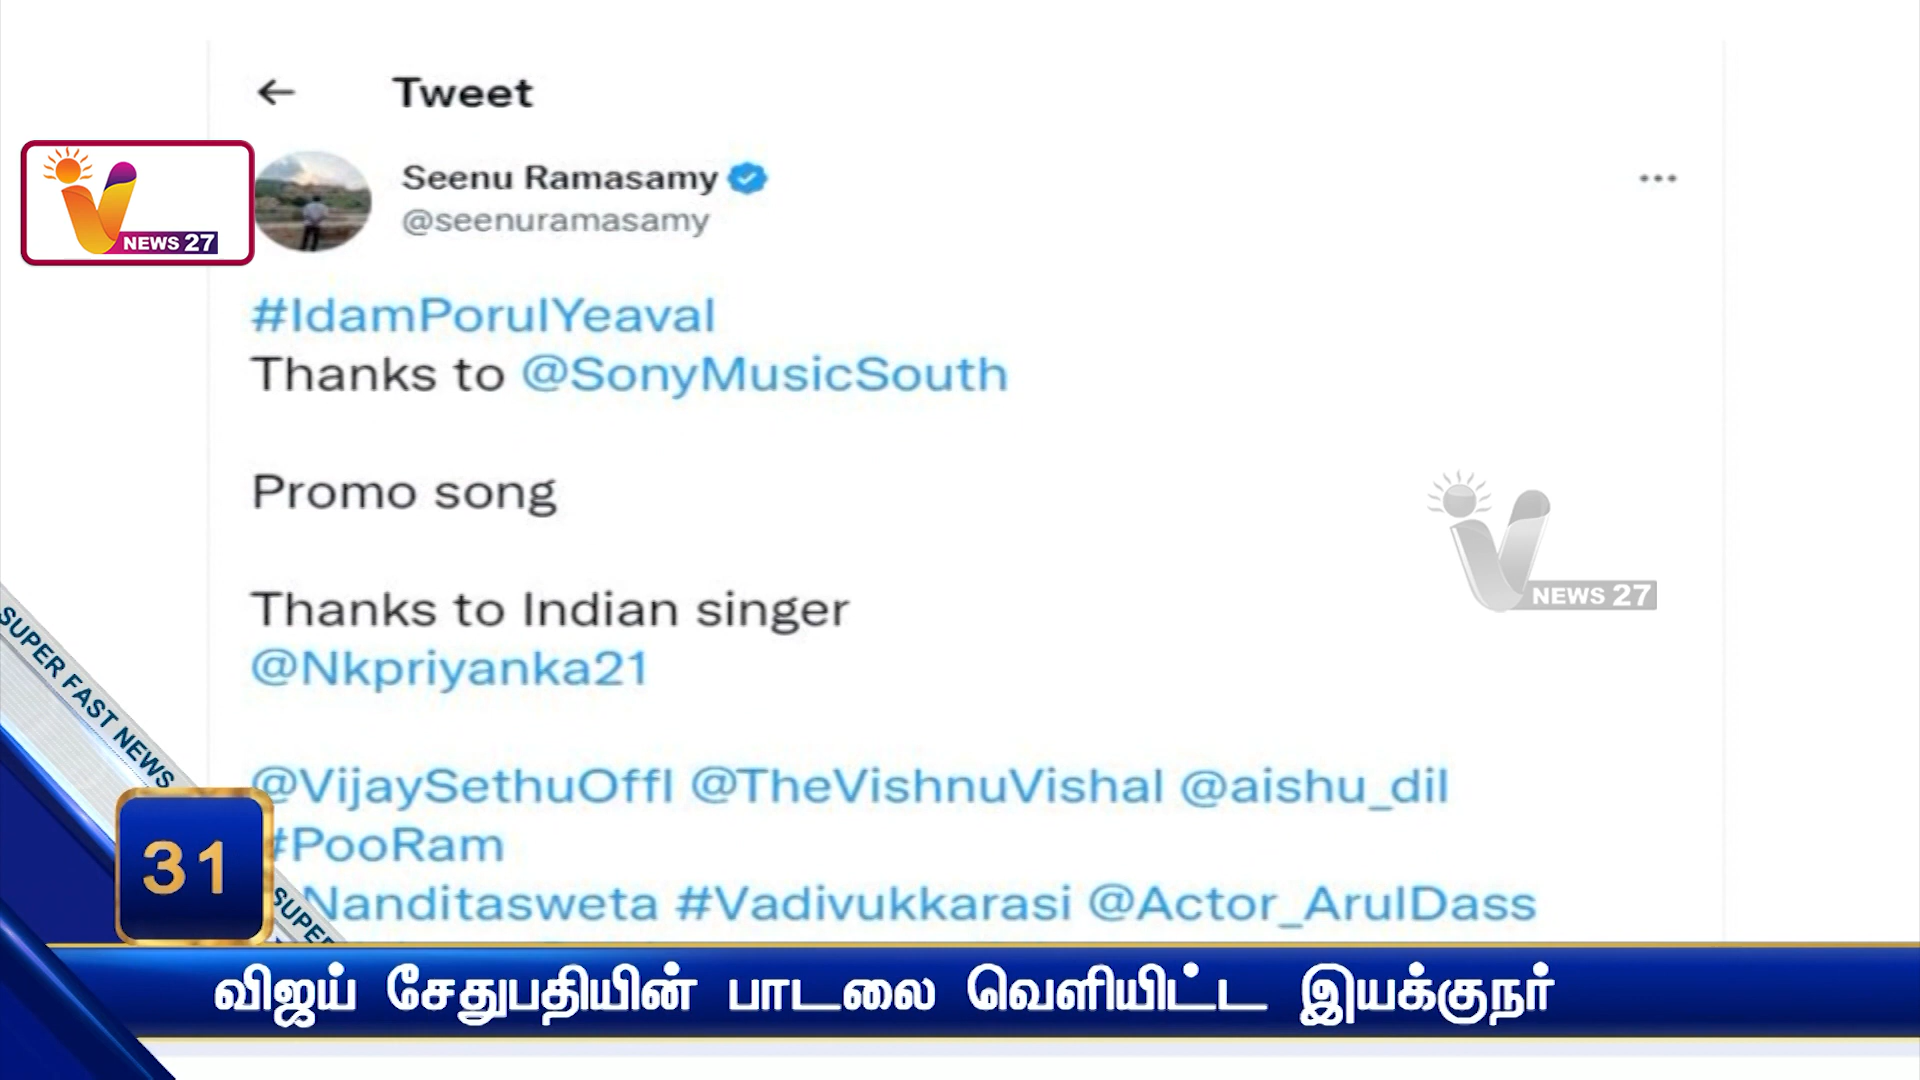 Tweet
Seenu Ramasamy
@seenuramasamy
NEWS 27
#IdamPorulYeaval
Thanks to @SonyMusicSouth
Promo song
NEWS 27
Thanks to Indian singer
@Nkpriyanka21
SUPER FAST NEWS
@VijaySethuOffl @TheVishnuVishal @aishu_dil
#PooRam
31
Nanditasweta #Vadivukkarasi @Actor_ArulDass
விஜய் சேதுபதியின் பாடலை வெளியிட்ட இயக்குநர்